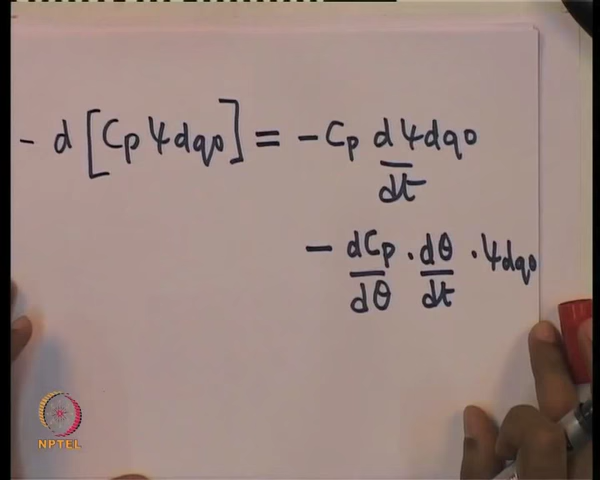 - d [Cp ψdq0] = - Cp dψdq0
dt
- dCp . dθ . ψdq0
dθ dt
NPTEL